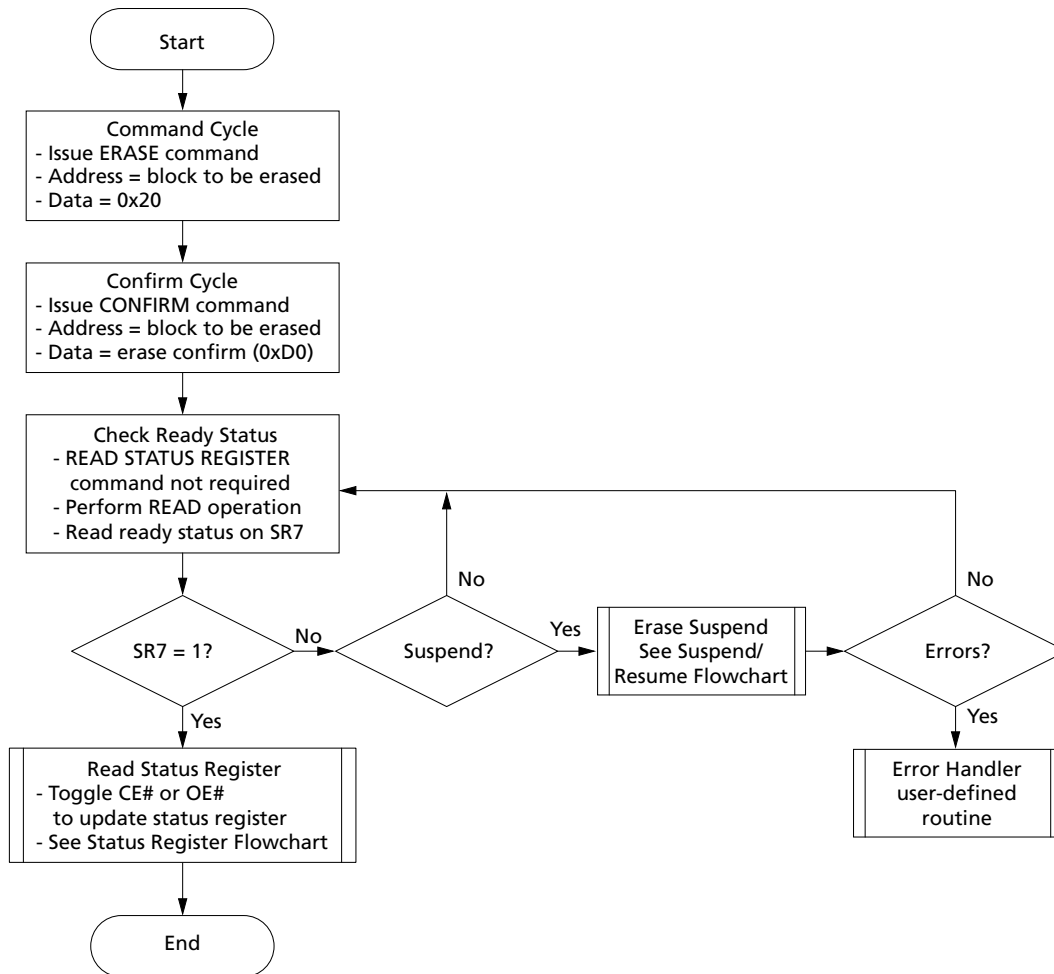 Start
Command Cycle
- Issue ERASE command
- Address = block to be erased
- Data = 0x20
Confirm Cycle
- Issue CONFIRM command
- Address = block to be erased
- Data = erase confirm (0xD0)
Check Ready Status
- READ STATUS REGISTER
command not required
- Perform READ operation
- Read ready status on SR7
No
No
SR7 = 1?
No
Suspend?
Yes
Erase Suspend
See Suspend/
Resume Flowchart
Errors?
Yes
Yes
Read Status Register
- Toggle CE# or OE#
to update status register
- See Status Register Flowchart
Error Handler
user-defined
routine
End